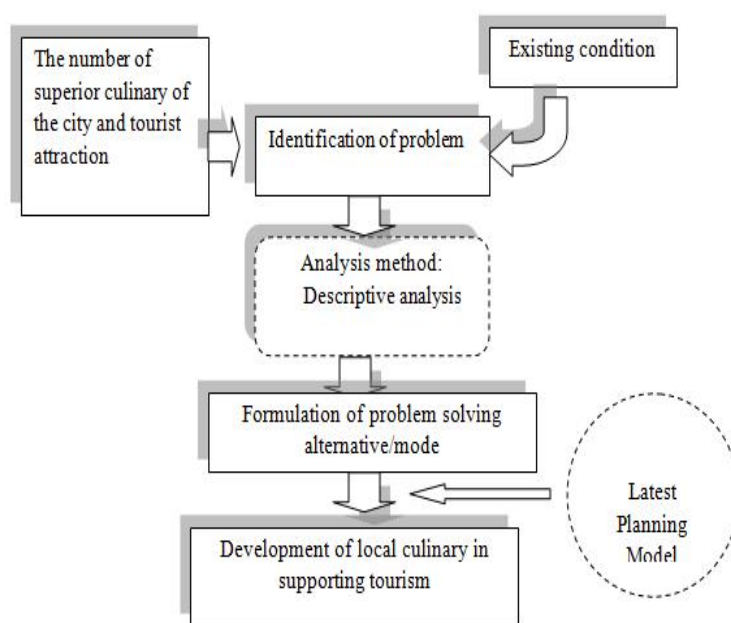 The number of
superior culinary of
the city and tourist
attraction
Existing condition
Identification of problem
Analysis method:
Descriptive analysis
Formulation of problem solving
alternative/mode
Latest
Planning
Model
Development of local culinary in
supporting tourism